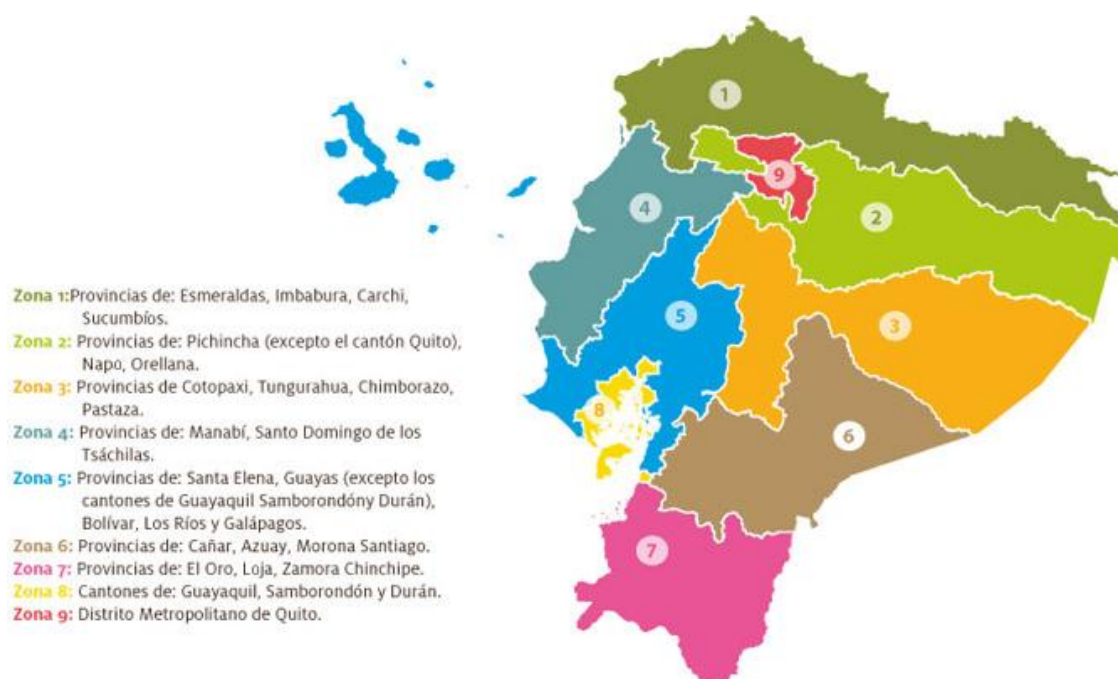 1
9
4
2
5
3
8
6
7
Zona 1:Provincias de: Esmeraldas, Imbabura, Carchi,
Sucumbíos.
Zona 2: Provincias de: Pichincha (excepto el cantón Quito),
Napo, Orellana.
Zona 3: Provincias de Cotopaxi, Tungurahua, Chimborazo,
Pastaza.
Zona 4: Provincias de: Manabí, Santo Domingo de los
Tsáchilas.
Zona 5: Provincias de: Santa Elena, Guayas (excepto los
cantones de Guayaquil Samborondóny Durán),
Bolívar, Los Ríos y Galápagos.
Zona 6: Provincias de: Cañar, Azuay, Morona Santiago.
Zona 7: Provincias de: El Oro, Loja, Zamora Chinchipe.
Zona 8: Cantones de: Guayaquil, Samborondón y Durán.
Zona 9: Distrito Metropolitano de Quito.